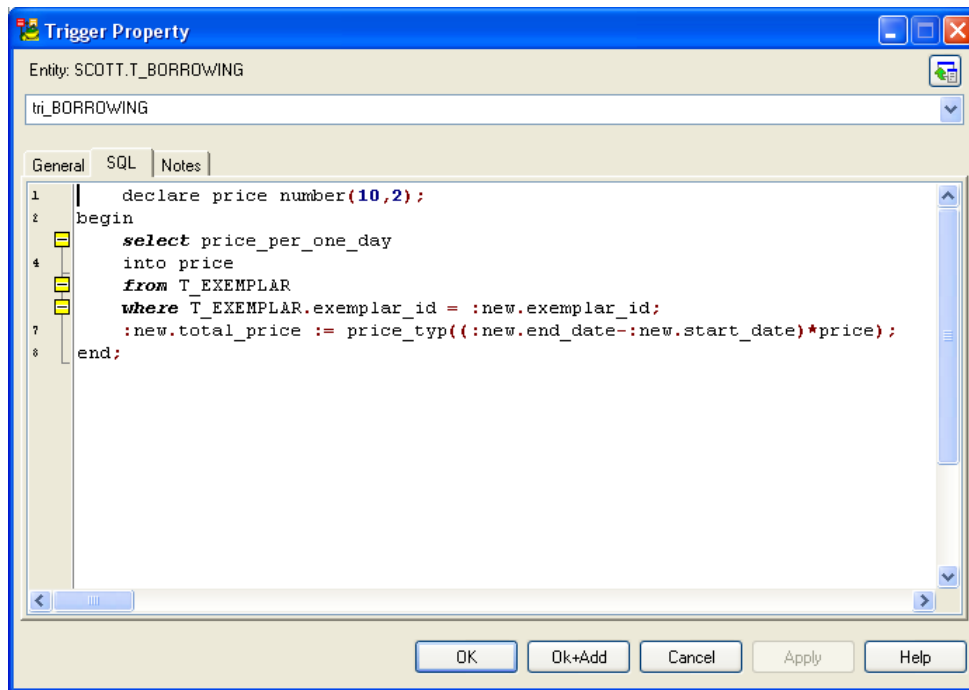 Trigger Property
Entity: SCOTT.T_BORROWING
tri_BORROWING
General SQL Notes
1 declare price number(10,2);
2 begin
select price_per_one_day
4 into price
from T_EXEMPLAR
where T_EXEMPLAR.exemplar_id = :new.exemplar_id;
7 :new.total_price := price_typ((:new.end_date-:new.start_date)*price);
8 end;
OK Ok+Add Cancel Apply Help